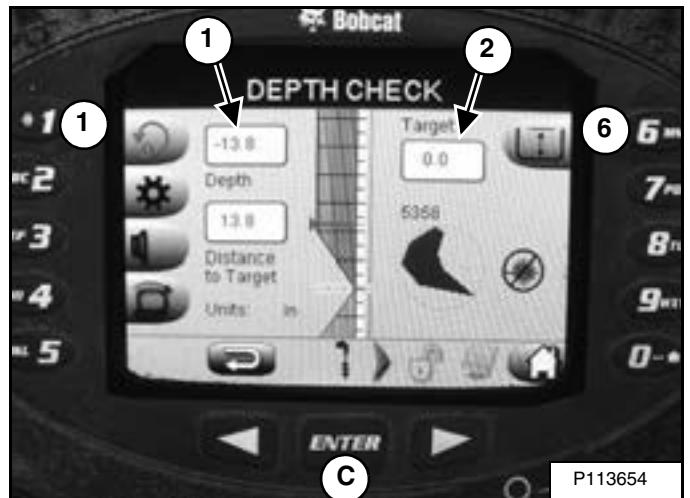 Bobcat
1
2
DEPTH CHECK
1
1
6
6
-13.8
Target
0.0
Depth
2
7
13.8
5358
3
8
Distance
to Target
4
9
Units: in
5
0
ENTER
C
P113654